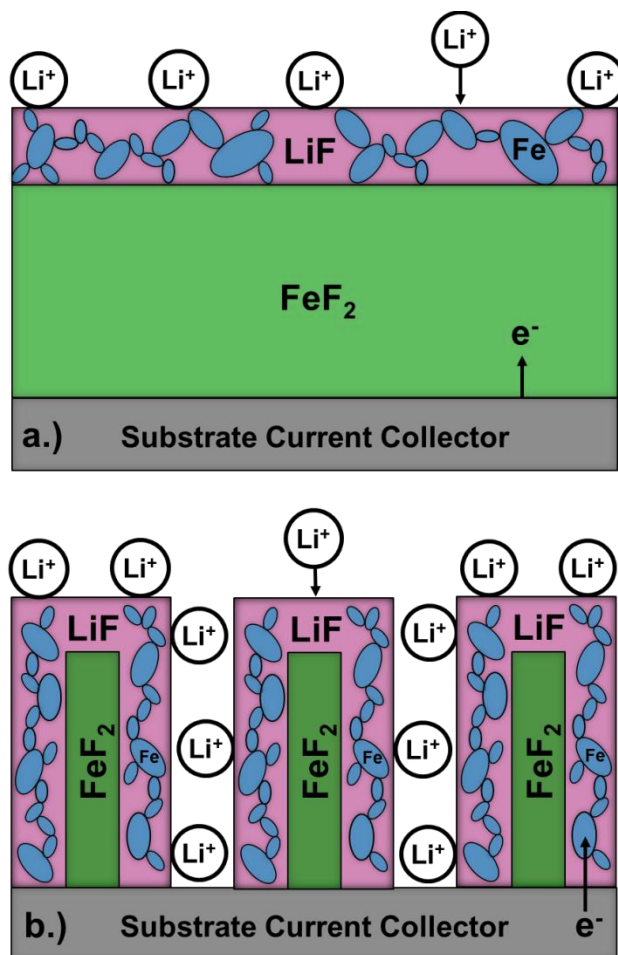 Li⁺
Li⁺ Li⁺ Li⁺ Li⁺
LiF Fe
FeF₂
e⁻
a.) Substrate Current Collector
Li⁺
Li⁺ Li⁺ Li⁺ Li⁺
LiF LiF LiF
Li⁺ Li⁺
FeF₂ FeF₂ FeF₂
Li⁺ Fe Li⁺ Fe Li⁺ Fe
Li⁺ Li⁺
b.) Substrate Current Collector e⁻